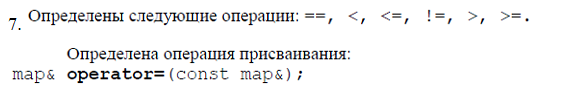 7. Определены следующие операции: ==, <, <=, !=, >, >=.
Определена операция присваивания:
map& operator=(const map&);